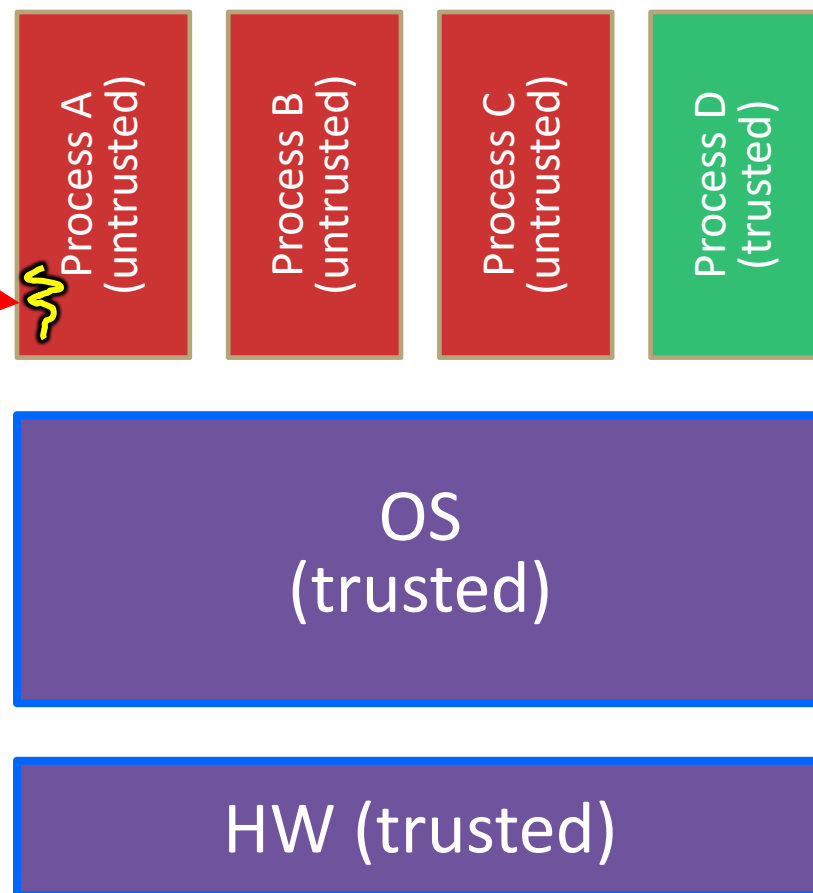 Process A
(untrusted)
Process B
(untrusted)
Process C
(untrusted)
Process D
(trusted)
OS
(trusted)
HW (trusted)